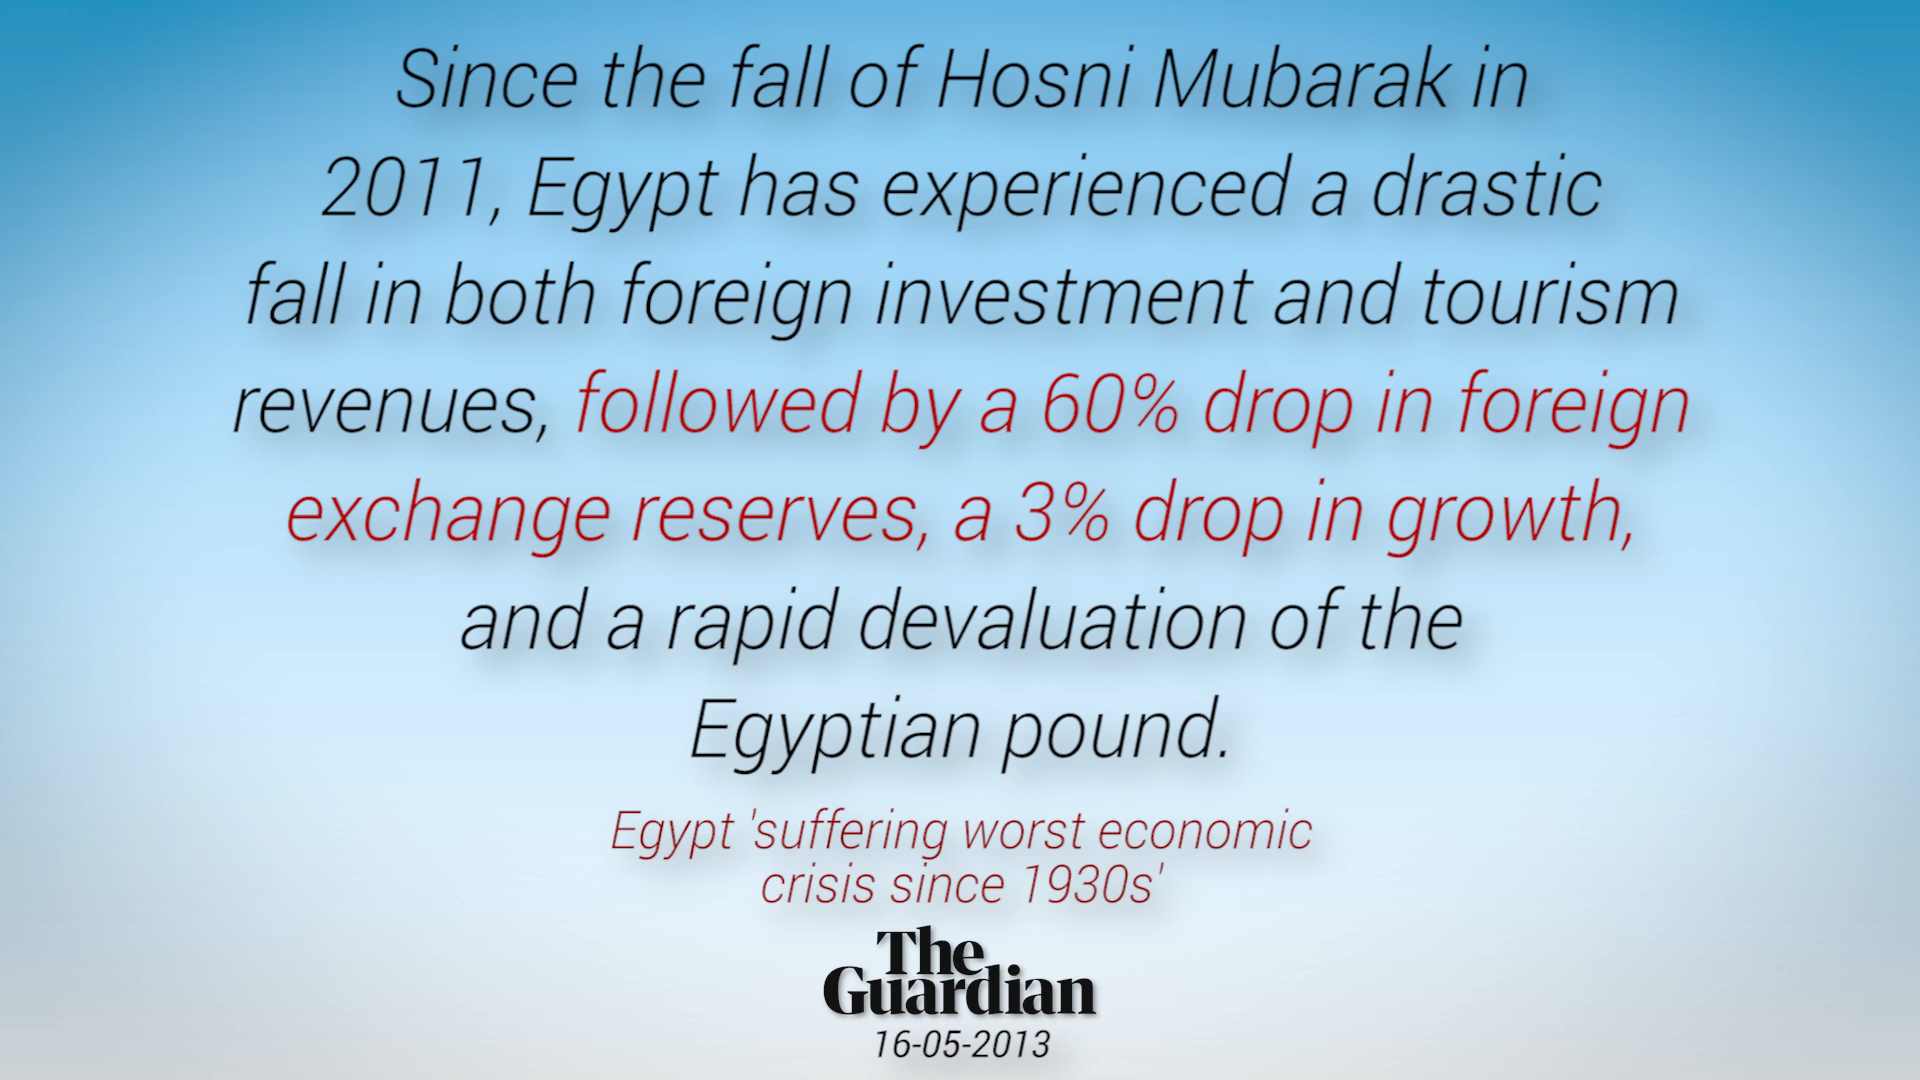 Since the fall of Hosni Mubarak in
2011, Egypt has experienced a drastic
fall in both foreign investment and tourism
revenues, followed by a 60% drop in foreign
exchange reserves, a 3% drop in growth,
and a rapid devaluation of the
Egyptian pound.
Egypt 'suffering worst economic
crisis since 1930s'
The
Guardian
16-05-2013